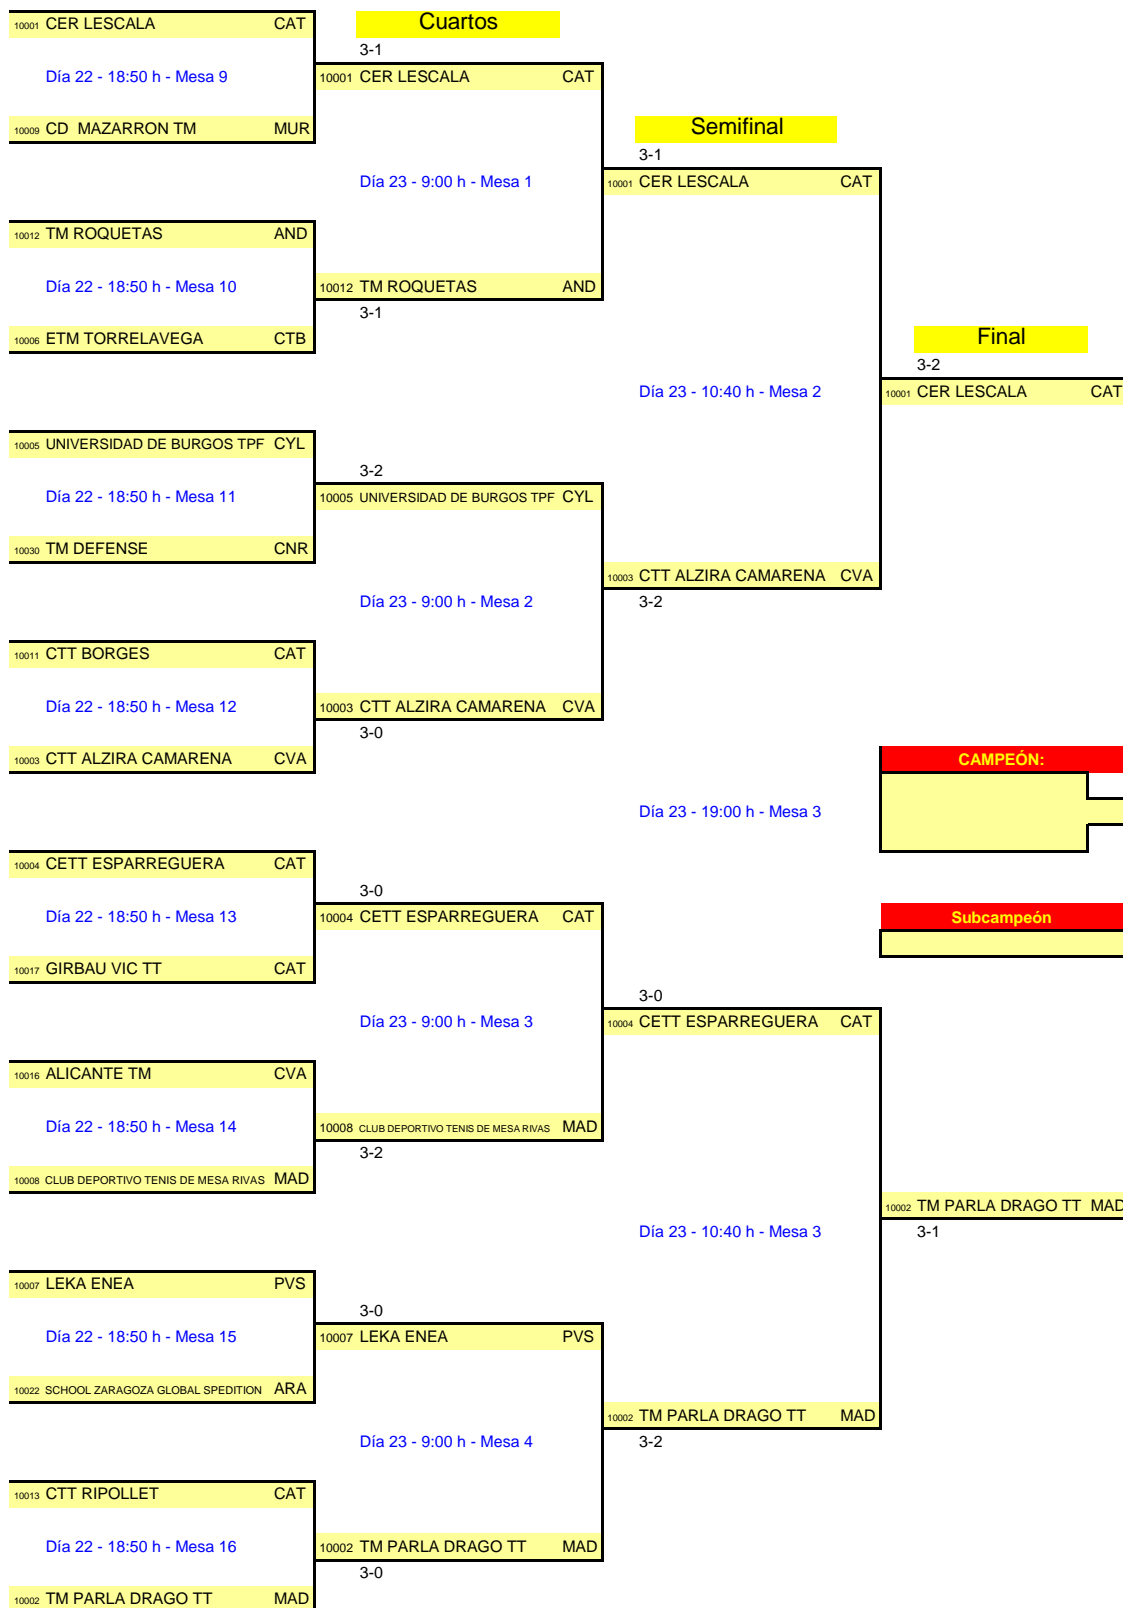 10001 CER LESCALA CAT
Cuartos
3-1
Día 22 - 18:50 h - Mesa 9
10001 CER LESCALA CAT
10009 CD  MAZARRON TM MUR
Semifinal
3-1
Día 23 - 9:00 h - Mesa 1
10001 CER LESCALA CAT
10012 TM ROQUETAS AND
Día 22 - 18:50 h - Mesa 10
10012 TM ROQUETAS AND
3-1
10006 ETM TORRELAVEGA CTB
Final
3-2
Día 23 - 10:40 h - Mesa 2
10001 CER LESCALA CAT
10005 UNIVERSIDAD DE BURGOS TPF CYL
3-2
Día 22 - 18:50 h - Mesa 11
10005 UNIVERSIDAD DE BURGOS TPF CYL
10030 TM DEFENSE CNR
10003 CTT ALZIRA CAMARENA CVA
Día 23 - 9:00 h - Mesa 2
3-2
10011 CTT BORGES CAT
Día 22 - 18:50 h - Mesa 12
10003 CTT ALZIRA CAMARENA CVA
3-0
10003 CTT ALZIRA CAMARENA CVA
CAMPEÓN:
Día 23 - 19:00 h - Mesa 3
10004 CETT ESPARREGUERA CAT
3-0
Día 22 - 18:50 h - Mesa 13
10004 CETT ESPARREGUERA CAT
Subcampeón
10017 GIRBAU VIC TT CAT
3-0
Día 23 - 9:00 h - Mesa 3
10004 CETT ESPARREGUERA CAT
10016 ALICANTE TM CVA
Día 22 - 18:50 h - Mesa 14
10008 CLUB DEPORTIVO TENIS DE MESA RIVAS MAD
3-2
10008 CLUB DEPORTIVO TENIS DE MESA RIVAS MAD
10002 TM PARLA DRAGO TT MAD
Día 23 - 10:40 h - Mesa 3
3-1
10007 LEKA ENEA PVS
3-0
Día 22 - 18:50 h - Mesa 15
10007 LEKA ENEA PVS
10022 SCHOOL ZARAGOZA GLOBAL SPEDITION ARA
10002 TM PARLA DRAGO TT MAD
Día 23 - 9:00 h - Mesa 4
3-2
10013 CTT RIPOLLET CAT
Día 22 - 18:50 h - Mesa 16
10002 TM PARLA DRAGO TT MAD
3-0
10002 TM PARLA DRAGO TT MAD